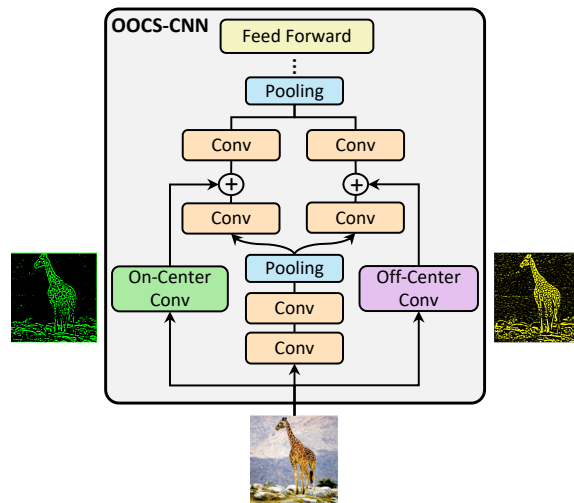 OOCS-CNN
Feed Forward
Pooling
Conv
Conv
+
+
Conv
Conv
On-Center
Conv
Pooling
Off-Center
Conv
Conv
Conv